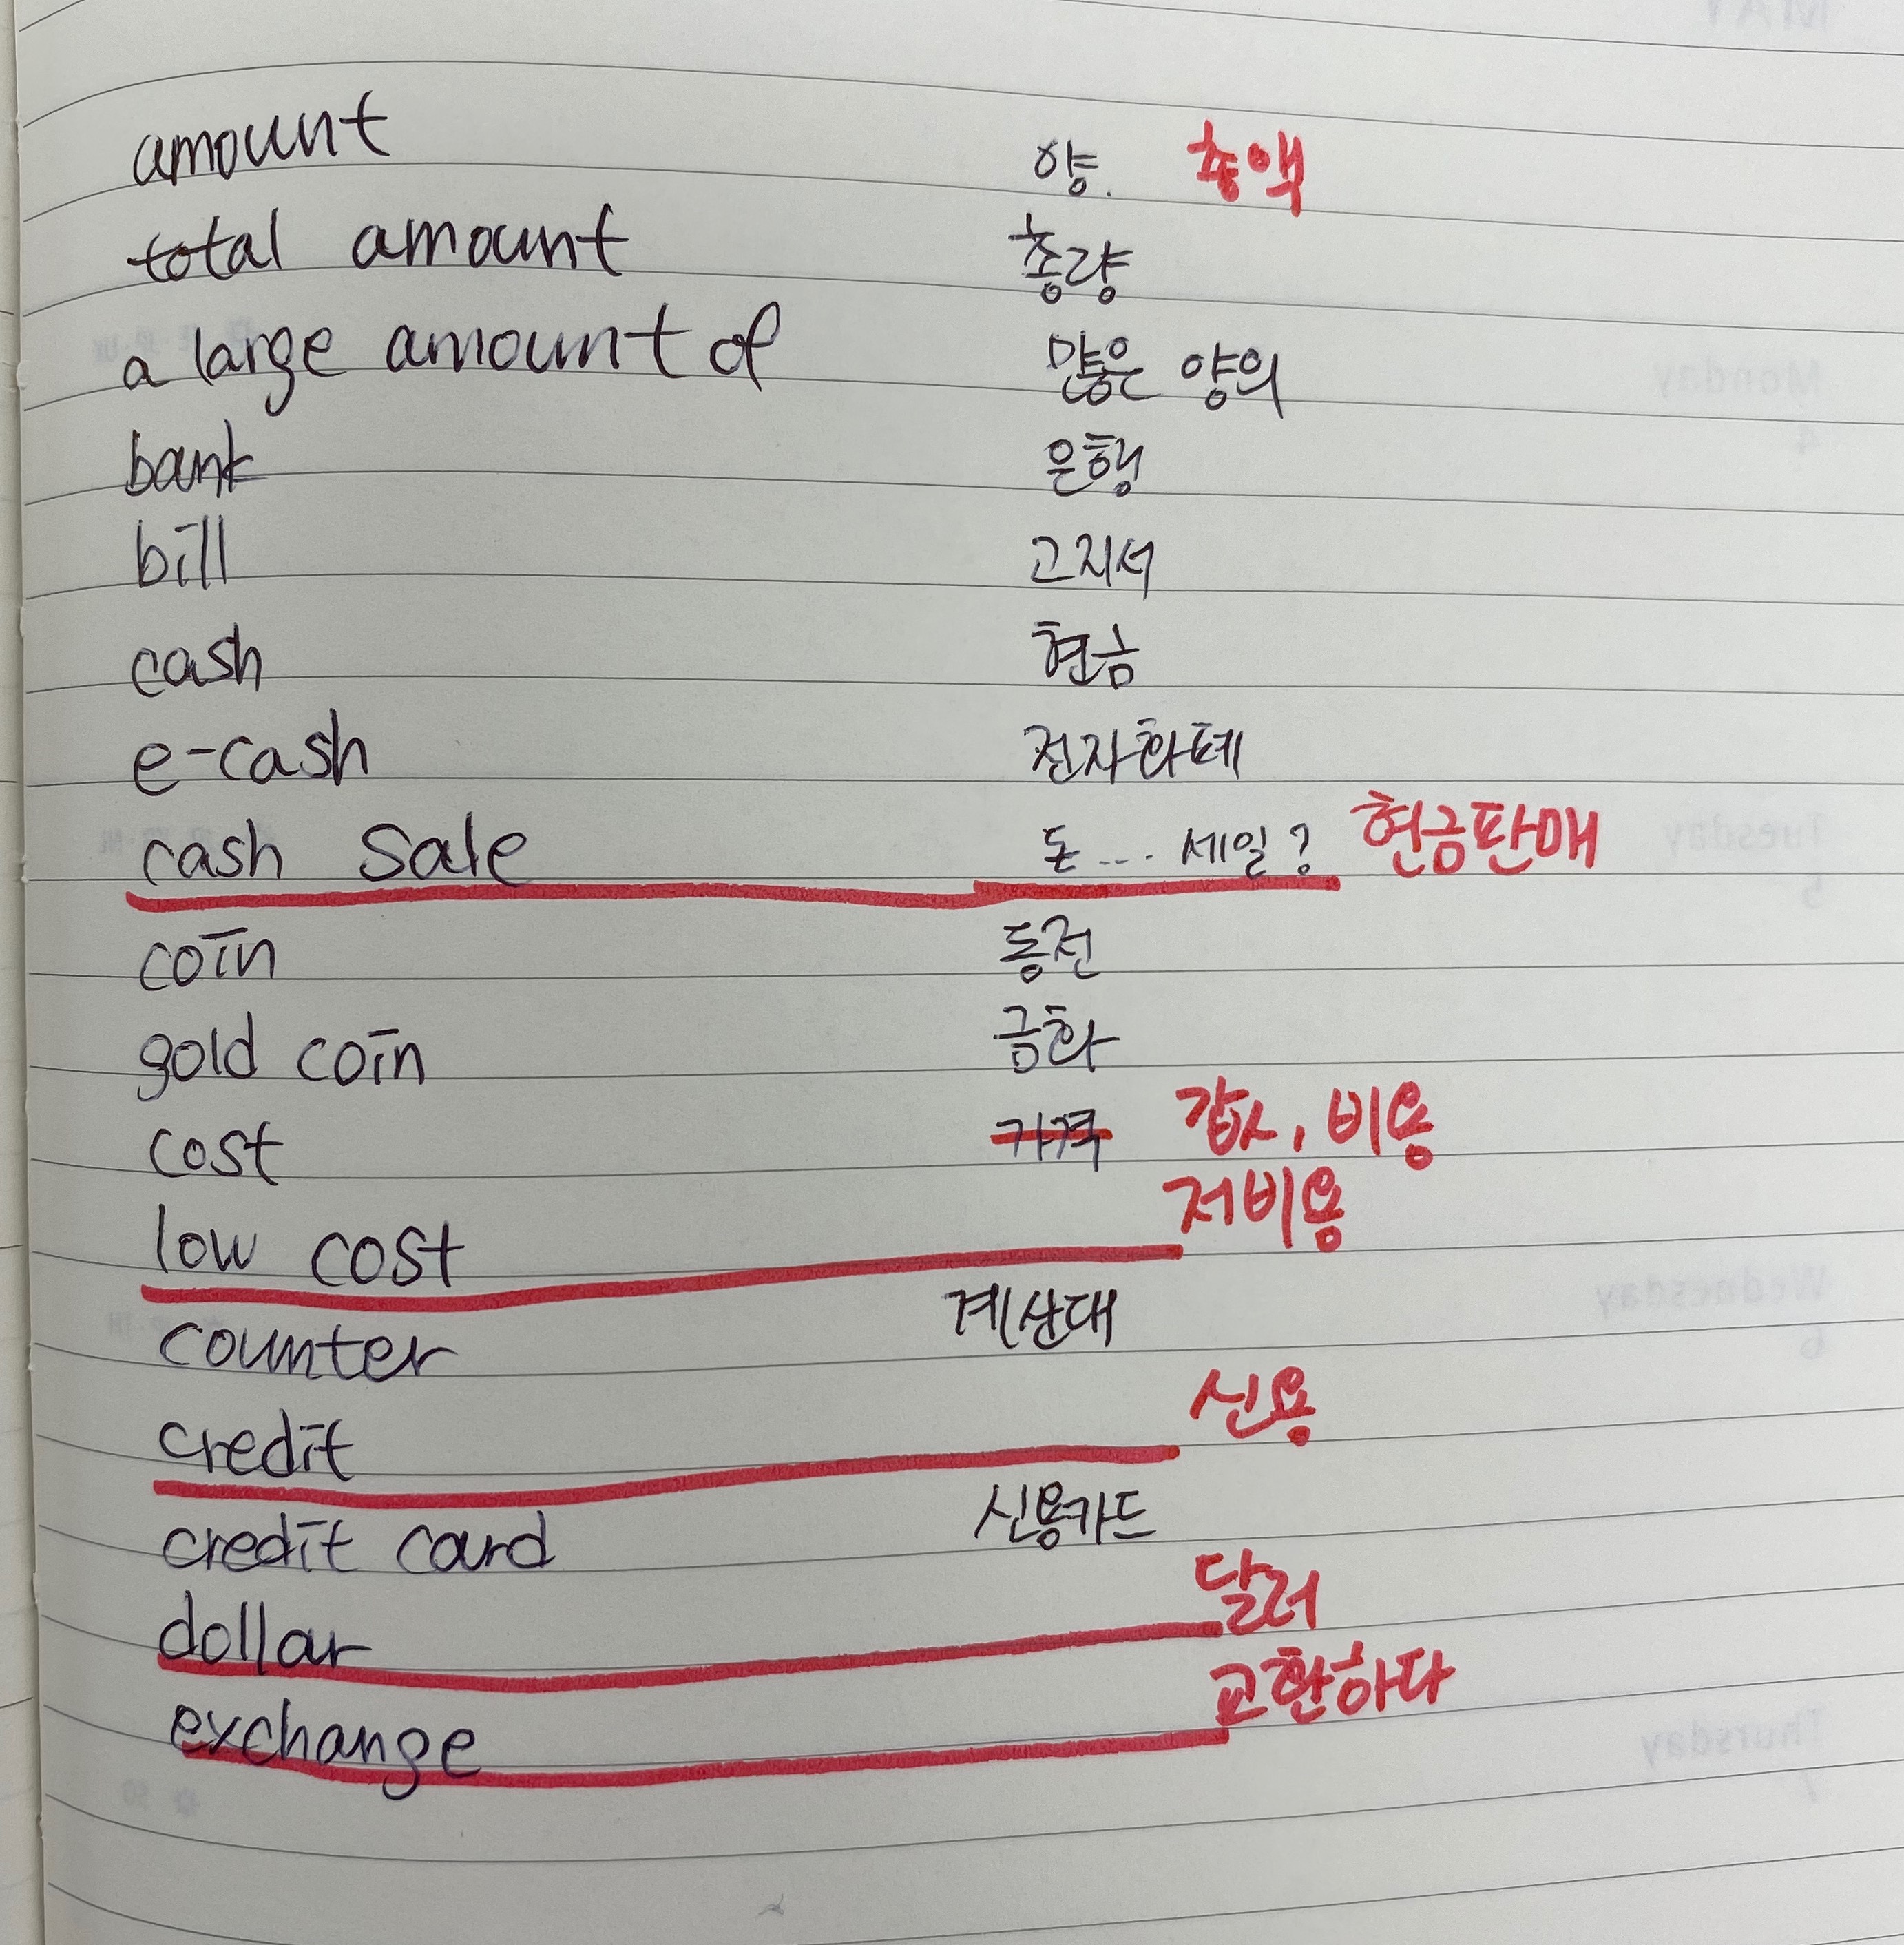 amount 양. 총액
total amount 총량
a large amount of 많은 양의
bank 은행
bill 고지서
cash 현금
e-cash 전자화폐
cash sale 돈.... 세일? 현금판매
coin 동전
gold coin 금화
cost 가격 값, 비용
low cost 저비용
counter 계산대
credit 신용
credit card 신용카드
dollar 달러
exchange 교환하다
Monday
4
Tuesday
5
Wednesday
6
Thursday
7